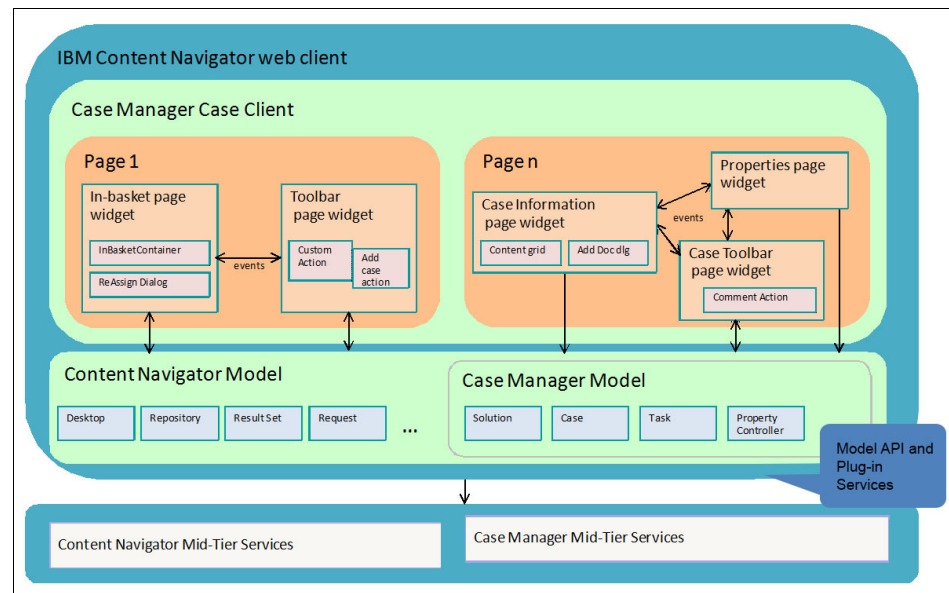 IBM Content Navigator web client
Case Manager Case Client
Page 1
In-basket page
widget
InBasketContainer
ReAssign Dialog
events
Toolbar
page widget
Custom
Action
Add
case
action
Page n
Case Information
page widget
Content grid
Add Doc dlg
events
Properties page
widget
Case Toolbar
page widget
Comment Action
Content Navigator Model
Desktop
Repository
Result Set
Request
...
Case Manager Model
Solution
Case
Task
Property
Controller
Model API and
Plug-in
Services
Content Navigator Mid-Tier Services
Case Manager Mid-Tier Services